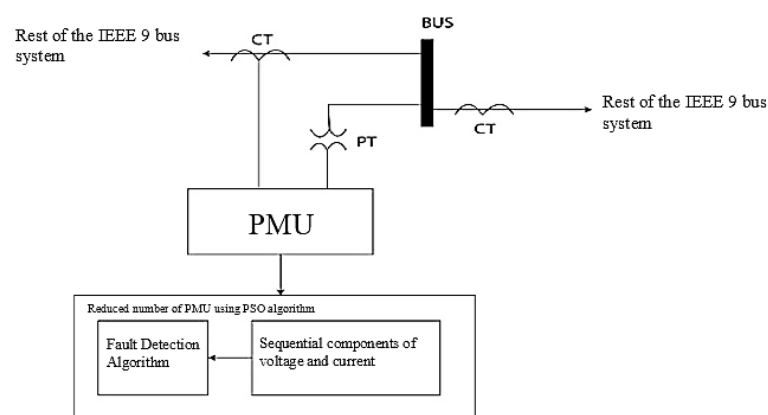 BUS
Rest of the IEEE 9 bus
system
CT
Rest of the IEEE 9 bus
system
CT
PT
PMU
Reduced number of PMU using PSO algorithm
Fault Detection
Algorithm
Sequential components of
voltage and current